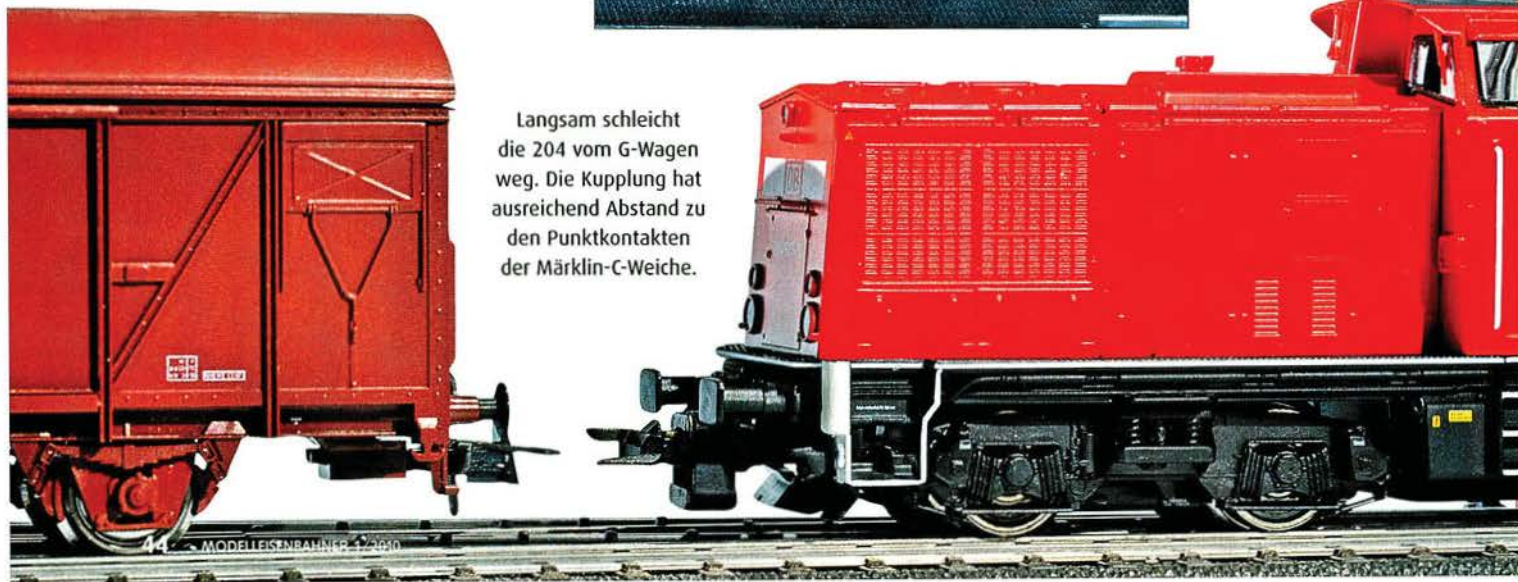 Langsam schleicht
die 204 vom G-Wagen
weg. Die Kupplung hat
ausreichend Abstand zu
den Punktkontakten
der Märklin-C-Weiche.
DB
44 MODELLEISENBAHNER 1/2010